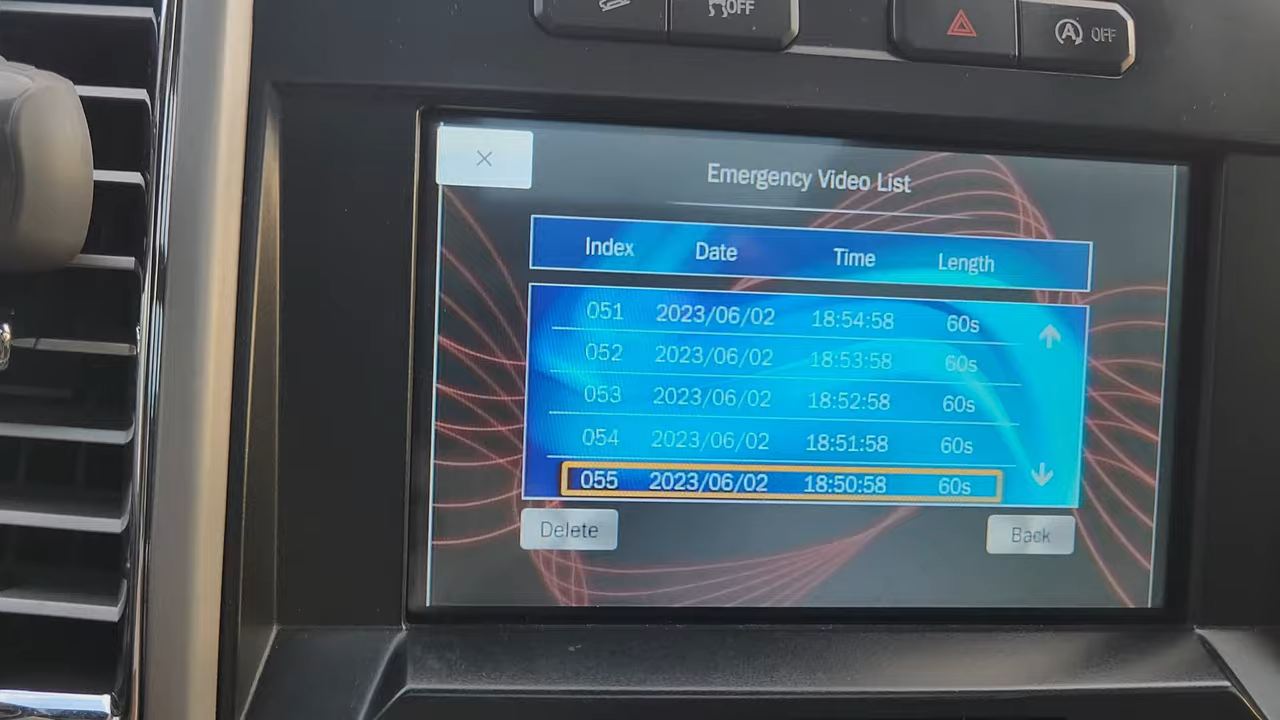 OFF
A OFF
×
Emergency Video List
Index Date Time Length
051 2023/06/02 18:54:58 60s
052 2023/06/02 18:53:58 60s
053 2023/06/02 18:52:58 60s
054 2023/06/02 18:51:58 60s
055 2023/06/02 18:50:58 60s
Delete Back